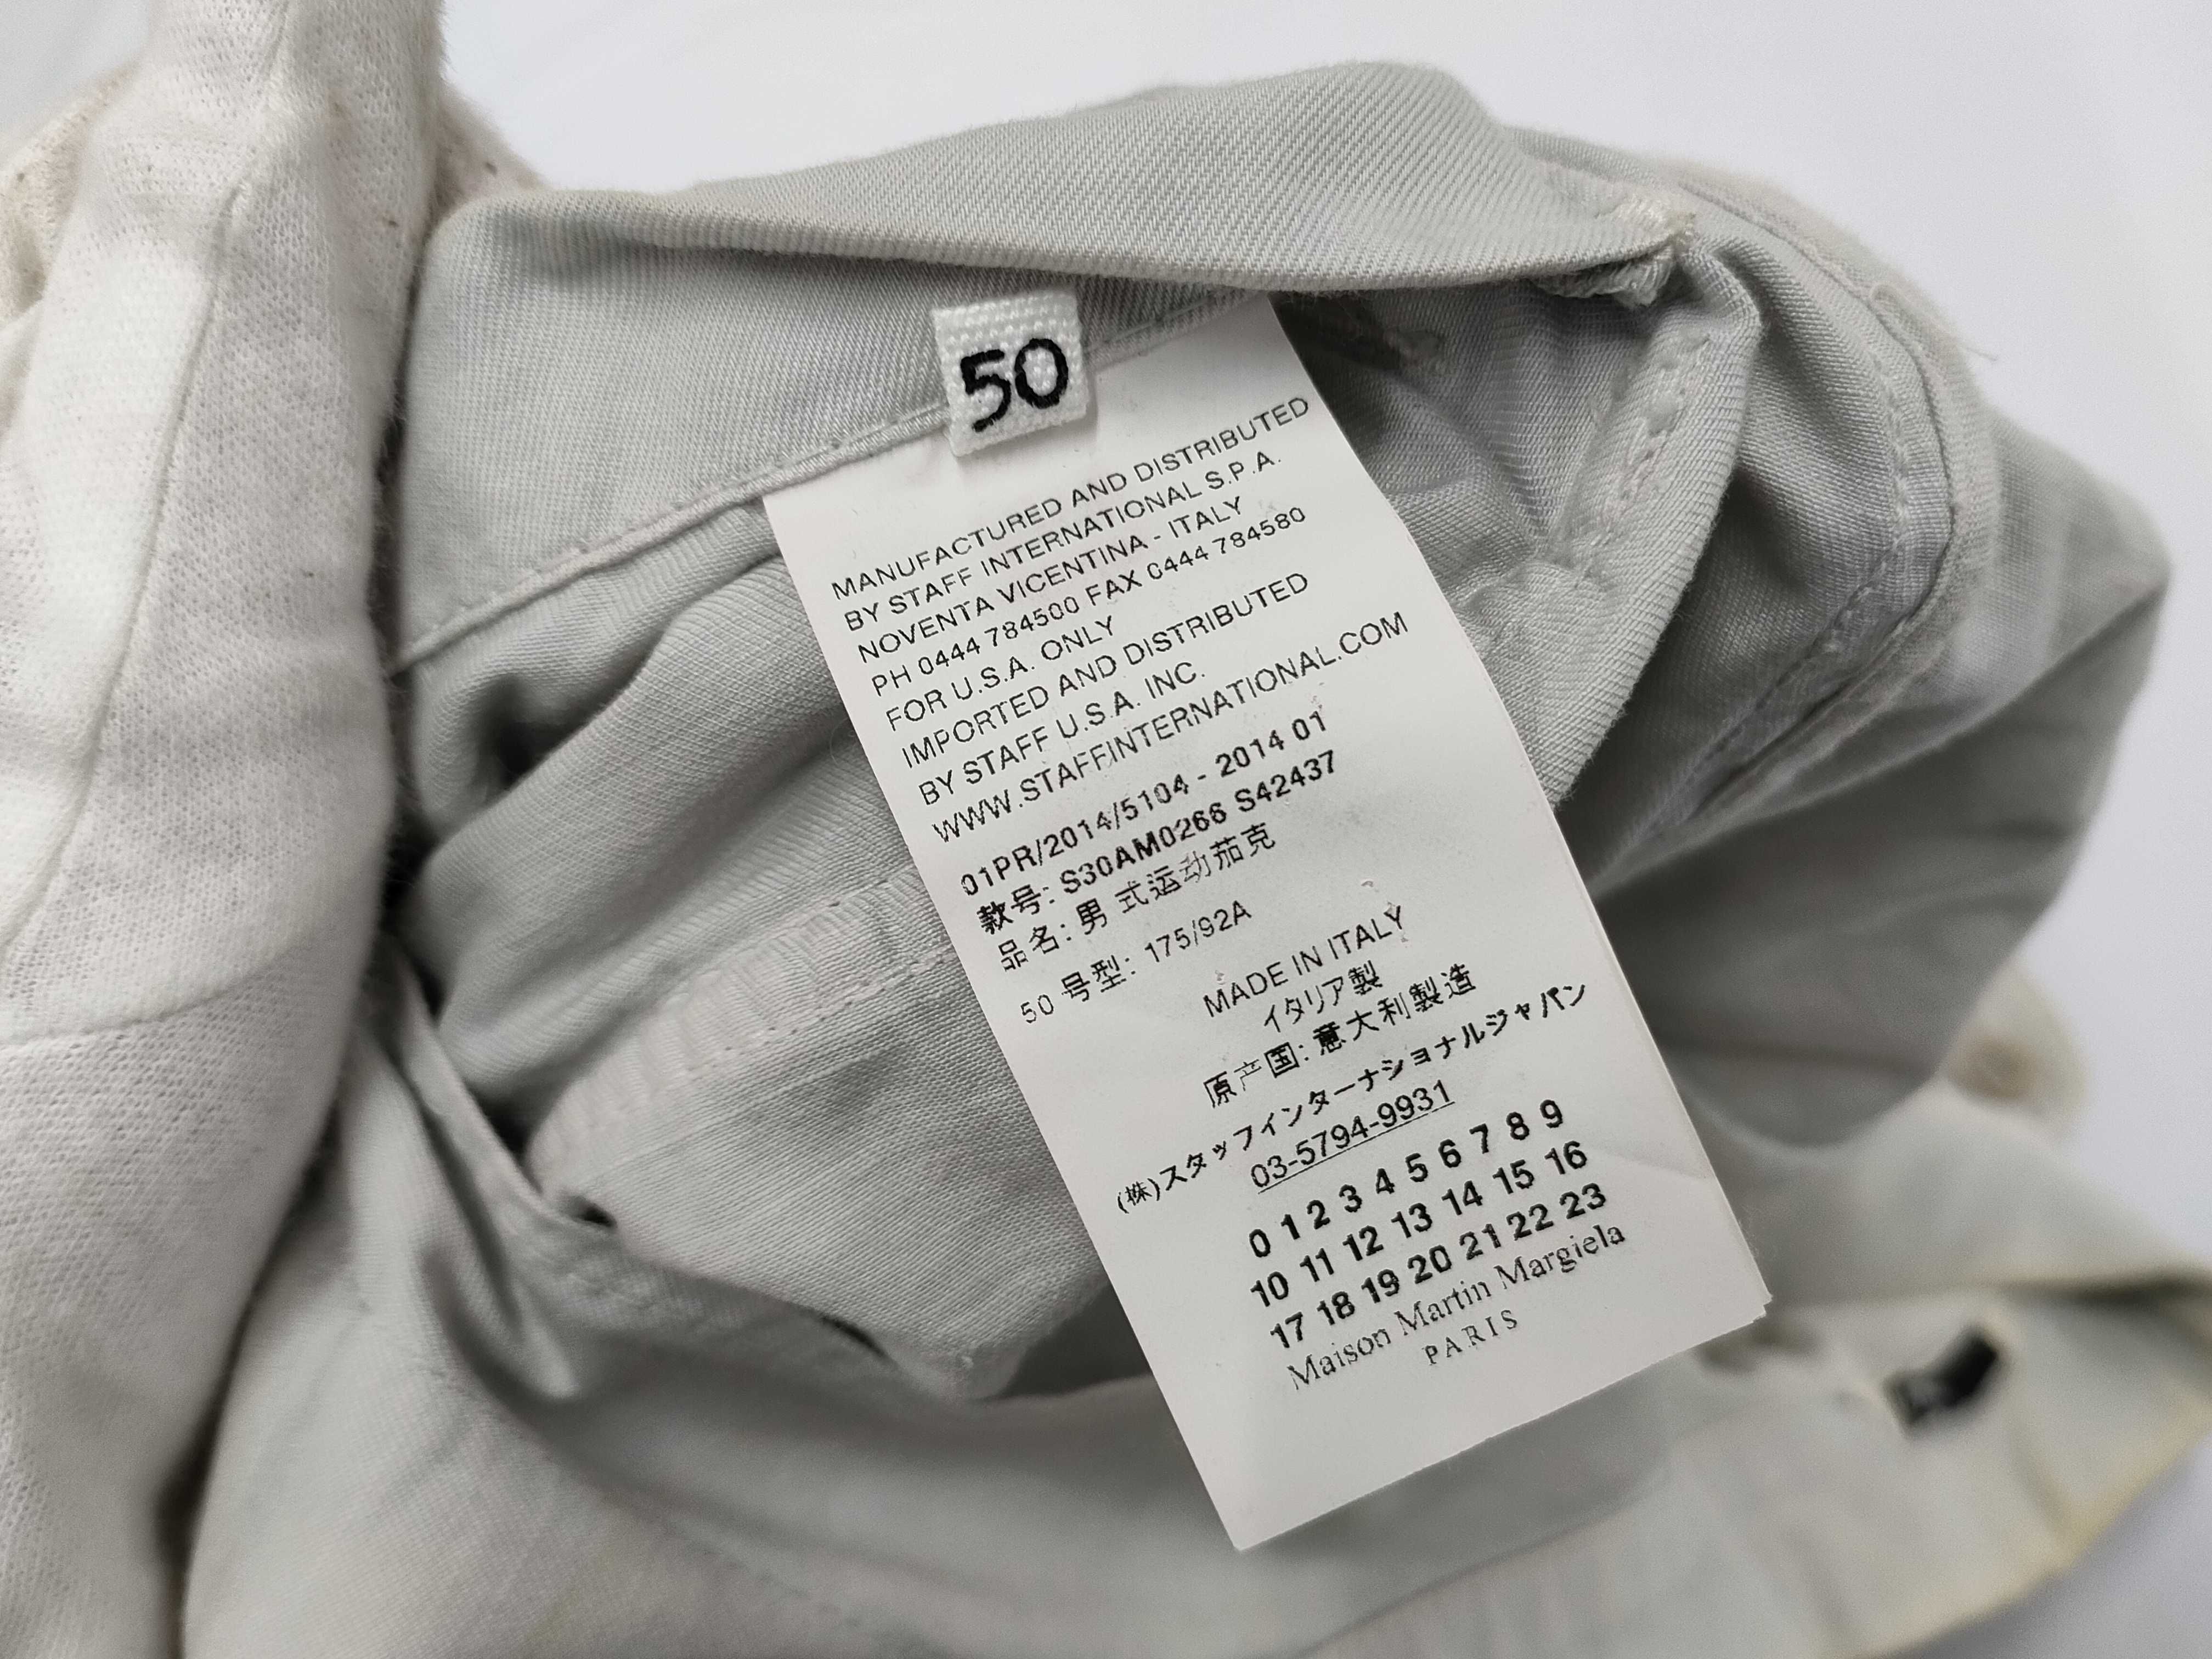 50
MANUFACTURED AND DISTRIBUTED
BY STAFF INTERNATIONAL S.P.A.
NOVENTA VICENTINA - ITALY
PH 0444 784500 FAX 0444 784580
FOR U.S.A. ONLY
IMPORTED AND DISTRIBUTED
BY STAFF U.S.A. INC.
WWW.STAFFINTERNATIONAL.COM
01PR/2014/5104 - 2014 01
款号: S30AM0266 S42437
品名: 男 式运动茄克
50 号型: 175/92A
MADE IN ITALY
イタリア製
原产国: 意大利製造
(株)スタッフインターナショナルジャパン
03-5794-9931
0 1 2 3 4 5 6 7 8 9
10 11 12 13 14 15 16
17 18 19 20 21 22 23
Maison Martin Margiela
PARIS